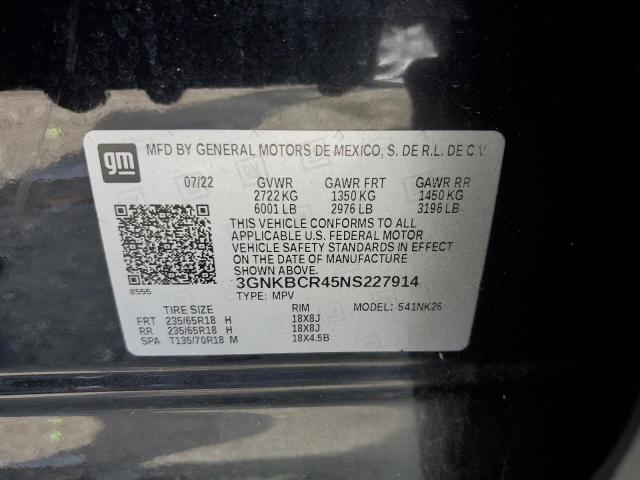 gm MFD BY GENERAL MOTORS DE MEXICO, S. DE R.L. DE C.V.
07/22 GVWR GAWR FRT GAWR RR
2722 KG 1350 KG 1450 KG
6001 LB 2976 LB 3196 LB
THIS VEHICLE CONFORMS TO ALL
APPLICABLE U.S. FEDERAL MOTOR
VEHICLE SAFETY STANDARDS IN EFFECT
ON THE DATE OF MANUFACTURE
SHOWN ABOVE.
3GNKBCR45NS227914
8555 TYPE: MPV MODEL: 541NK26
TIRE SIZE RIM
FRT 235/65R18 H 18X8J
RR 235/65R18 H 18X8J
SPA T135/70R18 M 18X4.5B